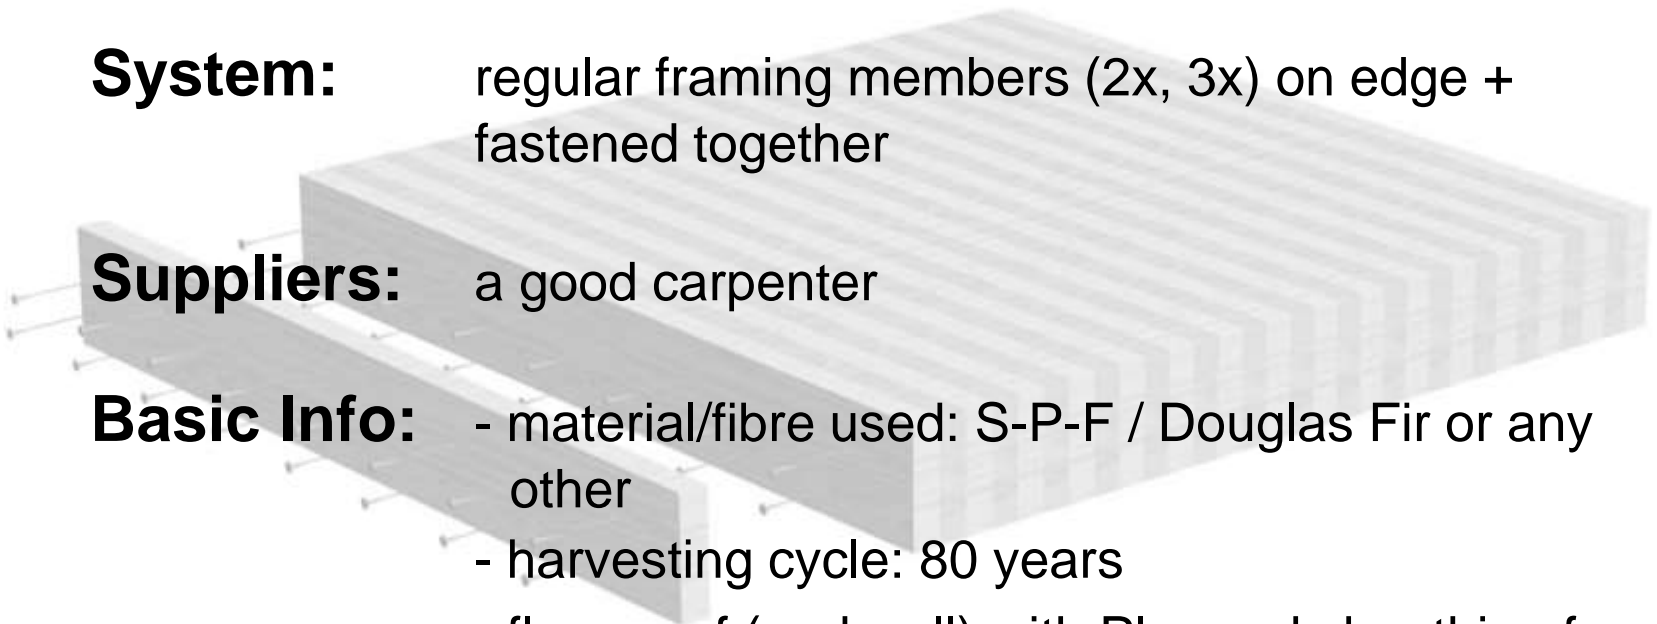 System: regular framing members (2x, 3x) on edge +
fastened together
Suppliers: a good carpenter
Basic Info: - material/fibre used: S-P-F / Douglas Fir or any
other
- harvesting cycle: 80 years